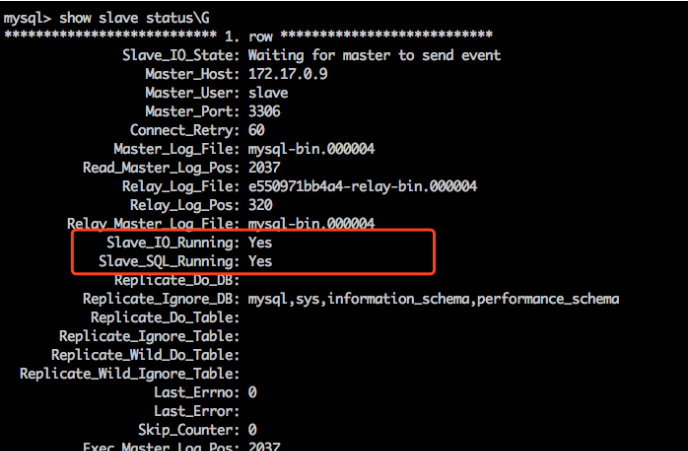 mysql> show slave status\G
*************************** 1. row ***************************
Slave_IO_State: Waiting for master to send event
Master_Host: 172.17.0.9
Master_User: slave
Master_Port: 3306
Connect_Retry: 60
Master_Log_File: mysql-bin.000004
Read_Master_Log_Pos: 2037
Relay_Log_File: e550971bb4a4-relay-bin.000004
Relay_Log_Pos: 320
Relay_Master_Log_File: mysql-bin.000004
Slave_IO_Running: Yes
Slave_SQL_Running: Yes
Replicate_Do_DB:
Replicate_Ignore_DB: mysql,sys,information_schema,performance_schema
Replicate_Do_Table:
Replicate_Ignore_Table:
Replicate_Wild_Do_Table:
Replicate_Wild_Ignore_Table:
Last_Errno: 0
Last_Error:
Skip_Counter: 0
Exec_Master_Log_Pos: 2037